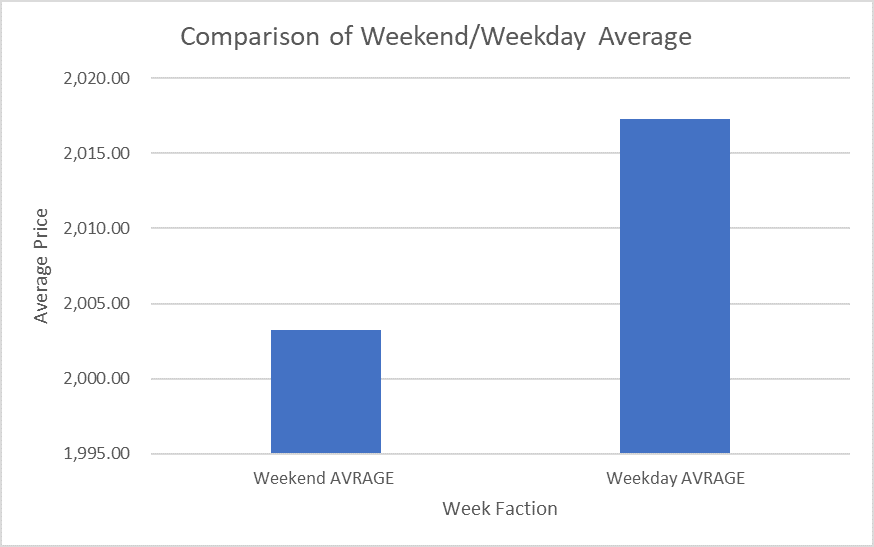 Comparison of Weekend/Weekday Average
2,020.00
2,015.00
2,010.00
2,005.00
2,000.00
1,995.00
Average Price
Weekend AVRAGE
Weekday AVRAGE
Week Faction